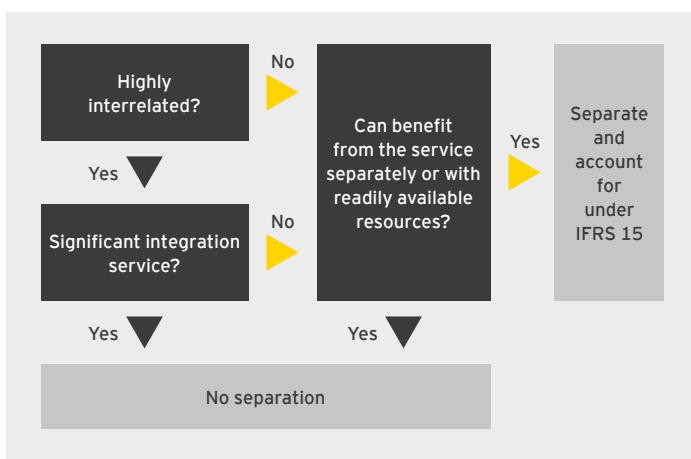 Highly
interrelated?
No
Can benefit
from the service
separately or with
readily available
resources?
Yes
Separate
and
account
for
under
IFRS 15
Yes
Significant integration
service?
No
Yes
Yes
No separation